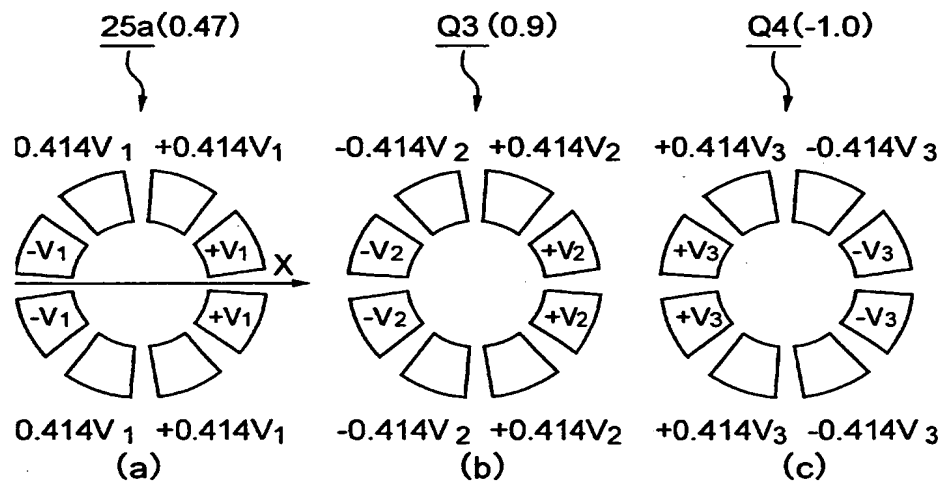 25a(0.47) Q3(0.9) Q4(-1.0)
0.414V1 +0.414V1 -0.414V2 +0.414V2 +0.414V3 -0.414V3
-V1 +V1 -V2 +V2 +V3 -V3
X
-V1 +V1 -V2 +V2 +V3 -V3
0.414V1 +0.414V1 -0.414V2 +0.414V2 +0.414V3 -0.414V3
(a) (b) (c)